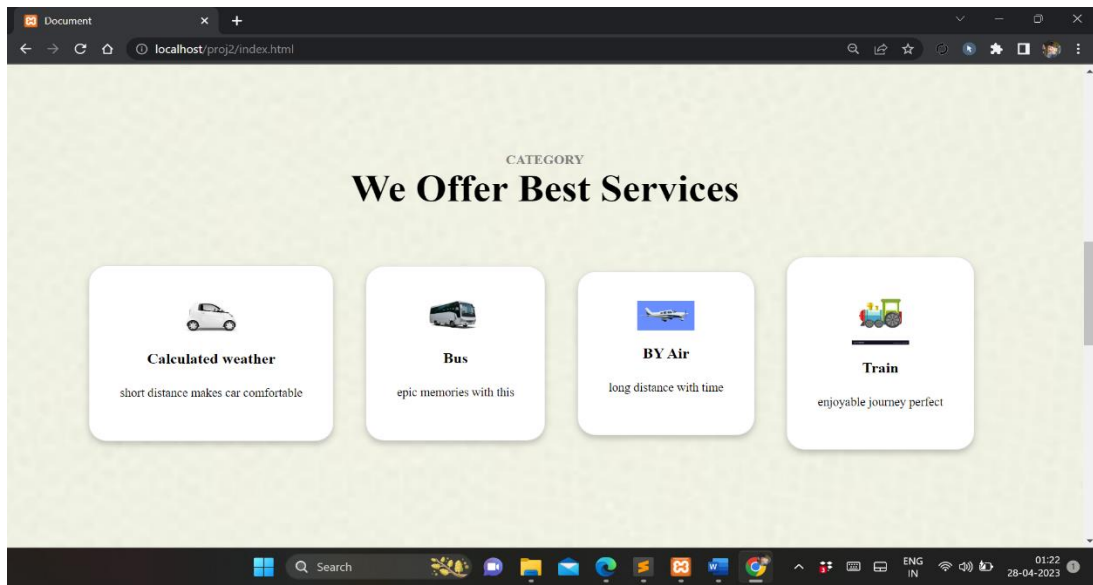 Document
localhost/proj2/index.html
CATEGORY
We Offer Best Services
Calculated weather
short distance makes car comfortable
Bus
epic memories with this
BY Air
long distance with time
Train
enjoyable journey perfect
Search
ENG
IN
01:22
28-04-2023
1